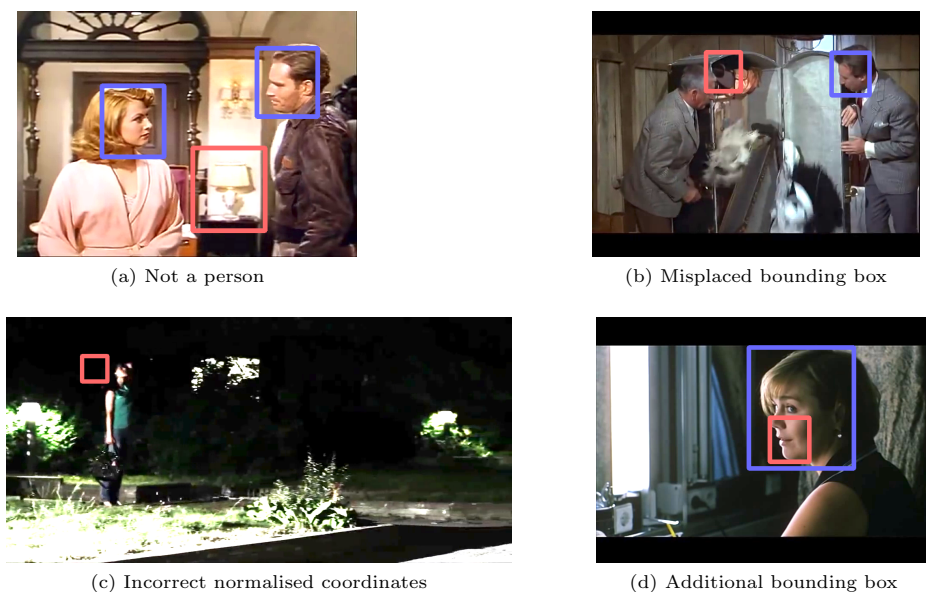 (a) Not a person
(b) Misplaced bounding box
(c) Incorrect normalised coordinates
(d) Additional bounding box